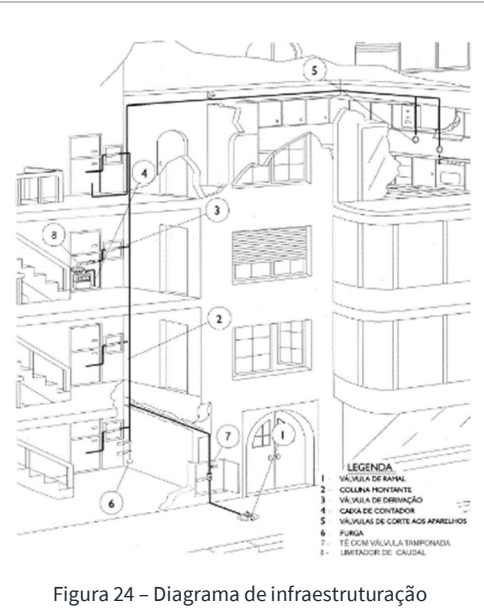 5
4
3
8
2
7
1
6
LEGENDA
1 - VÁLVULA DE RAMAL
2 - COLUNA MONTANTE
3 - VÁLVULA DE DERIVAÇÃO
4 - CAIXA DE CONTADOR
5 - VÁLVULAS DE CORTE AOS APARELHOS
6 - PURGA
7 - TÊ COM VÁLVULA TAMPONADA
8 - LIMITADOR DE CAUDAL
Figura 24 – Diagrama de infraestruturação